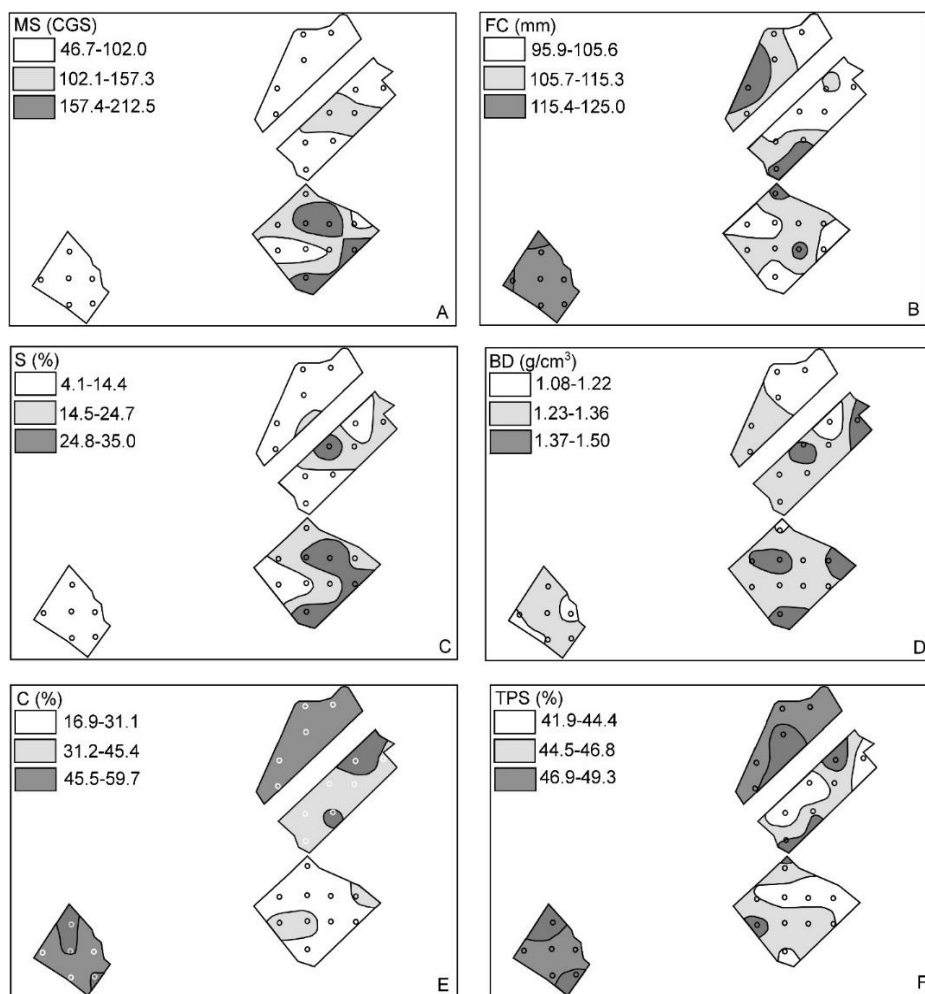 MS (CGS)
46.7-102.0
102.1-157.3
157.4-212.5
A
FC (mm)
95.9-105.6
105.7-115.3
115.4-125.0
B
S (%)
4.1-14.4
14.5-24.7
24.8-35.0
C
BD (g/cm³)
1.08-1.22
1.23-1.36
1.37-1.50
D
C (%)
16.9-31.1
31.2-45.4
45.5-59.7
E
TPS (%)
41.9-44.4
44.5-46.8
46.9-49.3
F